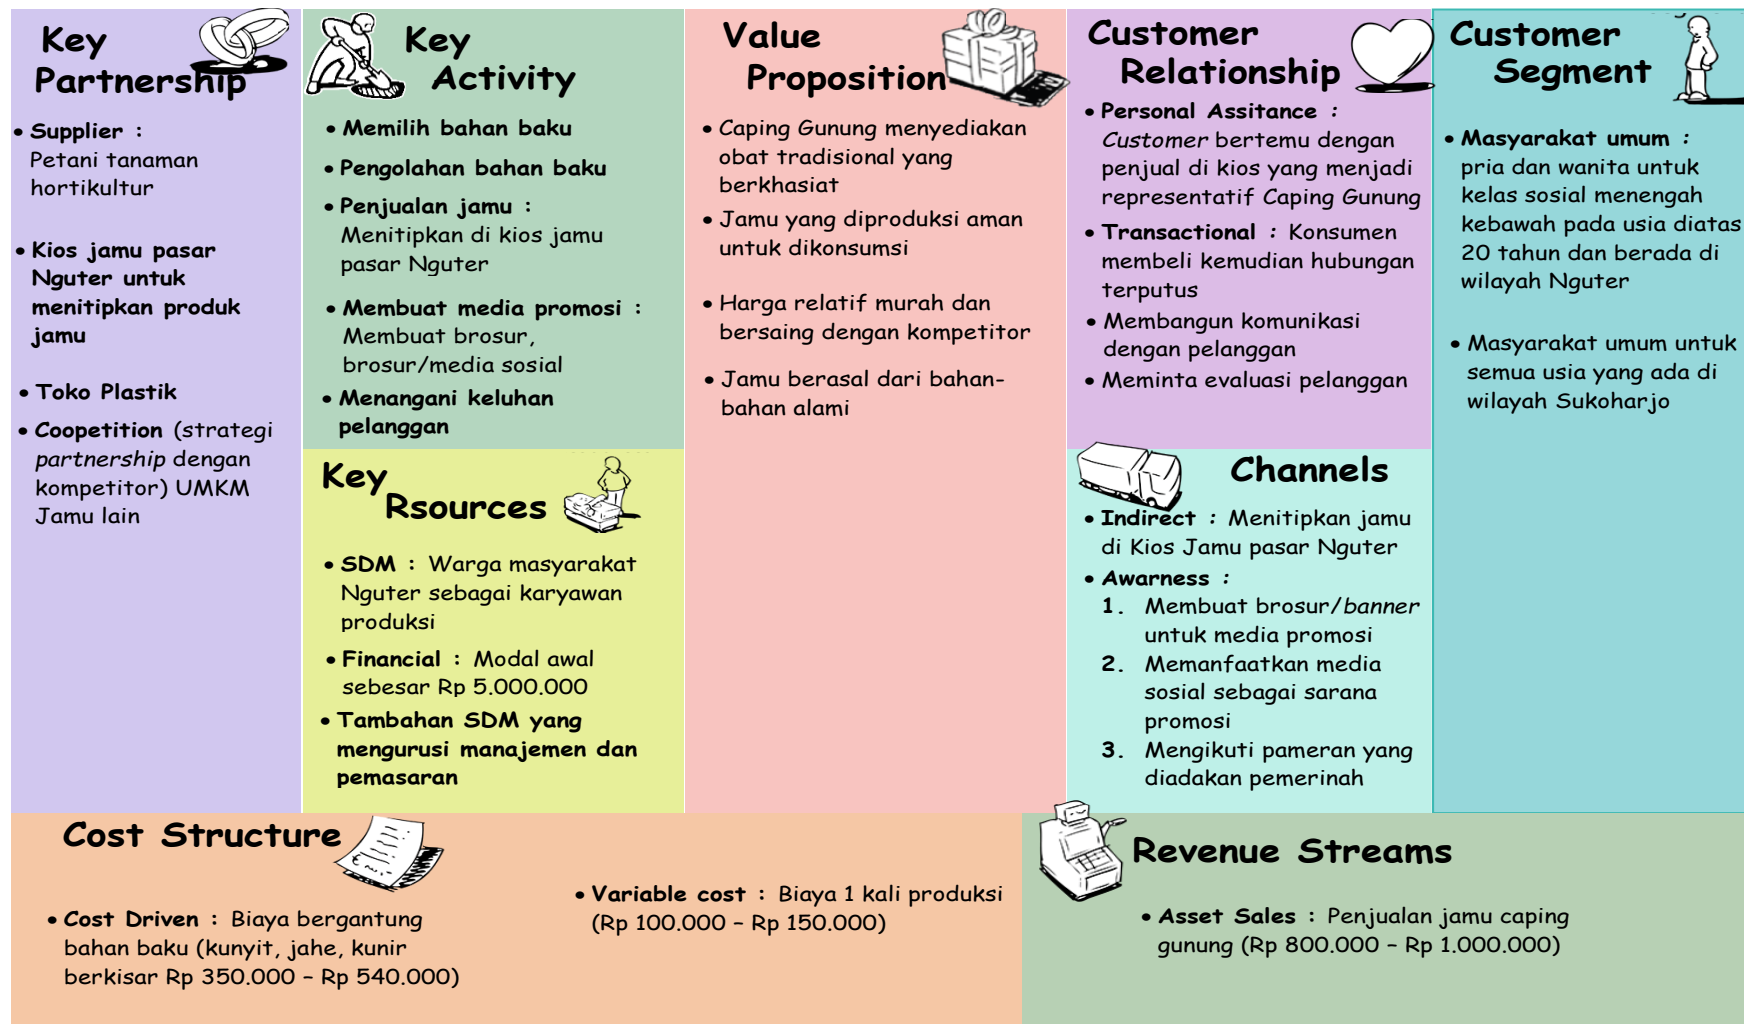 Key
Partnership
• Supplier :
Petani tanaman
hortikultur
• Kios jamu pasar
Nguter untuk
menitipkan produk
jamu
• Toko Plastik
• Coopetition (strategi
partnership dengan
kompetitor) UMKM
Jamu lain
Key
Activity
• Memilih bahan baku
• Pengolahan bahan baku
• Penjualan jamu :
Menitipkan di kios jamu
pasar Nguter
• Membuat media promosi :
Membuat brosur,
brosur/media sosial
• Menangani keluhan
pelanggan
Key
Rsources
• SDM : Warga masyarakat
Nguter sebagai karyawan
produksi
• Financial : Modal awal
sebesar Rp 5.000.000
• Tambahan SDM yang
mengurusi manajemen dan
pemasaran
Value
Proposition
• Caping Gunung menyediakan
obat tradisional yang
berkhasiat
• Jamu yang diproduksi aman
untuk dikonsumsi
• Harga relatif murah dan
bersaing dengan kompetitor
• Jamu berasal dari bahan-
bahan alami
Customer
Relationship
• Personal Assitance :
Customer bertemu dengan
penjual di kios yang menjadi
representatif Caping Gunung
• Transactional : Konsumen
membeli kemudian hubungan
terputus
• Membangun komunikasi
dengan pelanggan
• Meminta evaluasi pelanggan
Channels
• Indirect : Menitipkan jamu
di Kios Jamu pasar Nguter
• Awarness :
1. Membuat brosur/banner
untuk media promosi
2. Memanfaatkan media
sosial sebagai sarana
promosi
3. Mengikuti pameran yang
diadakan pemerinah
Customer
Segment
• Masyarakat umum :
pria dan wanita untuk
kelas sosial menengah
kebawah pada usia diatas
20 tahun dan berada di
wilayah Nguter
• Masyarakat umum untuk
semua usia yang ada di
wilayah Sukoharjo
Cost Structure
• Cost Driven : Biaya bergantung
bahan baku (kunyit, jahe, kunir
berkisar Rp 350.000 – Rp 540.000)
• Variable cost : Biaya 1 kali produksi
(Rp 100.000 – Rp 150.000)
Revenue Streams
• Asset Sales : Penjualan jamu caping
gunung (Rp 800.000 – Rp 1.000.000)